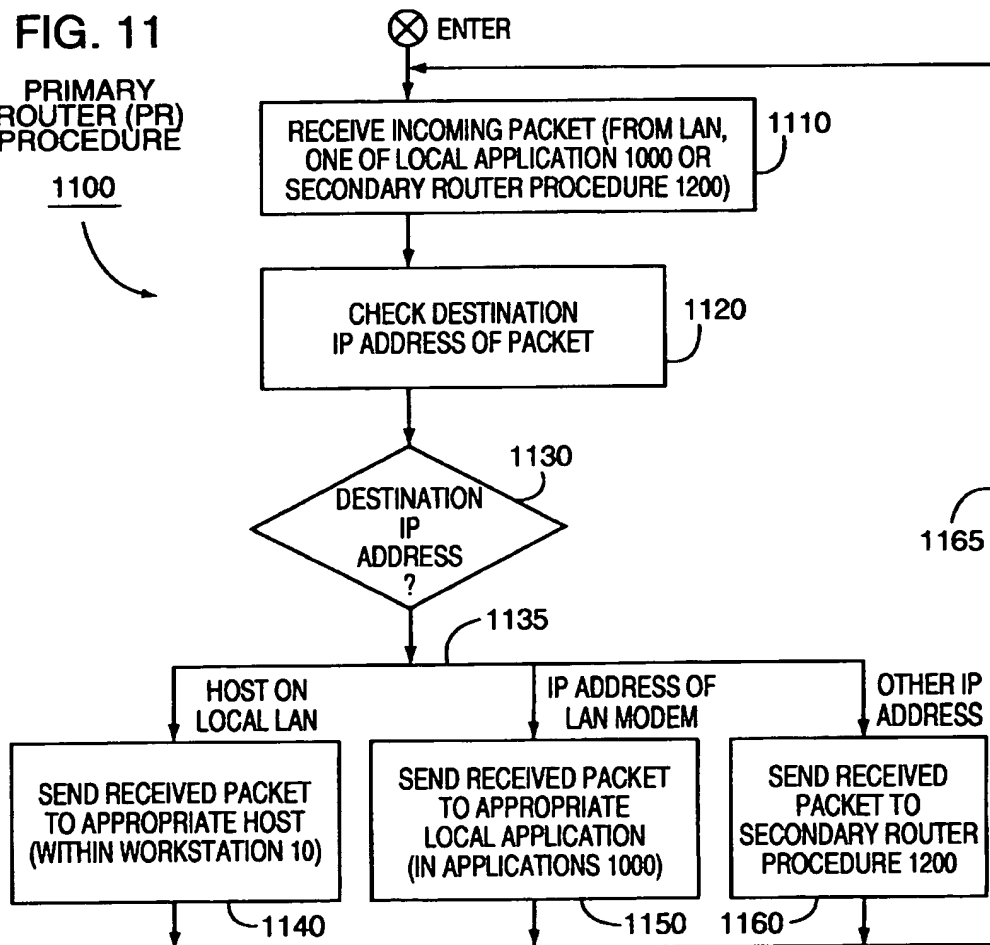 FIG. 11
PRIMARY
ROUTER (PR)
PROCEDURE
1100
ENTER
RECEIVE INCOMING PACKET (FROM LAN,
ONE OF LOCAL APPLICATION 1000 OR
SECONDARY ROUTER PROCEDURE 1200)
1110
CHECK DESTINATION
IP ADDRESS OF PACKET
1120
DESTINATION
IP
ADDRESS
?
1130
1165
1135
HOST ON
LOCAL LAN
IP ADDRESS OF
LAN MODEM
OTHER IP
ADDRESS
SEND RECEIVED PACKET
TO APPROPRIATE HOST
(WITHIN WORKSTATION 10)
1140
SEND RECEIVED PACKET
TO APPROPRIATE
LOCAL APPLICATION
(IN APPLICATIONS 1000)
1150
SEND RECEIVED
PACKET TO
SECONDARY ROUTER
PROCEDURE 1200
1160